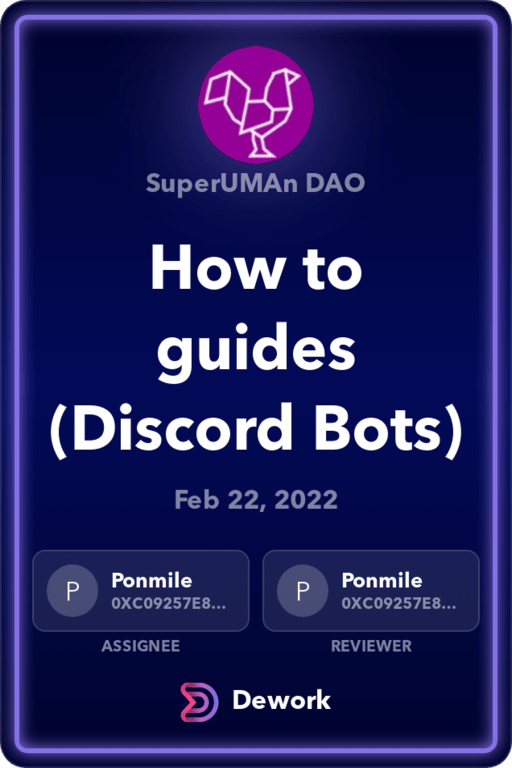 SuperUMAn DAO
How to
guides
(Discord Bots)
Feb 22, 2022
P
Ponmile
0XC09257E8...
ASSIGNEE
P
Ponmile
0XC09257E8...
REVIEWER
Dework